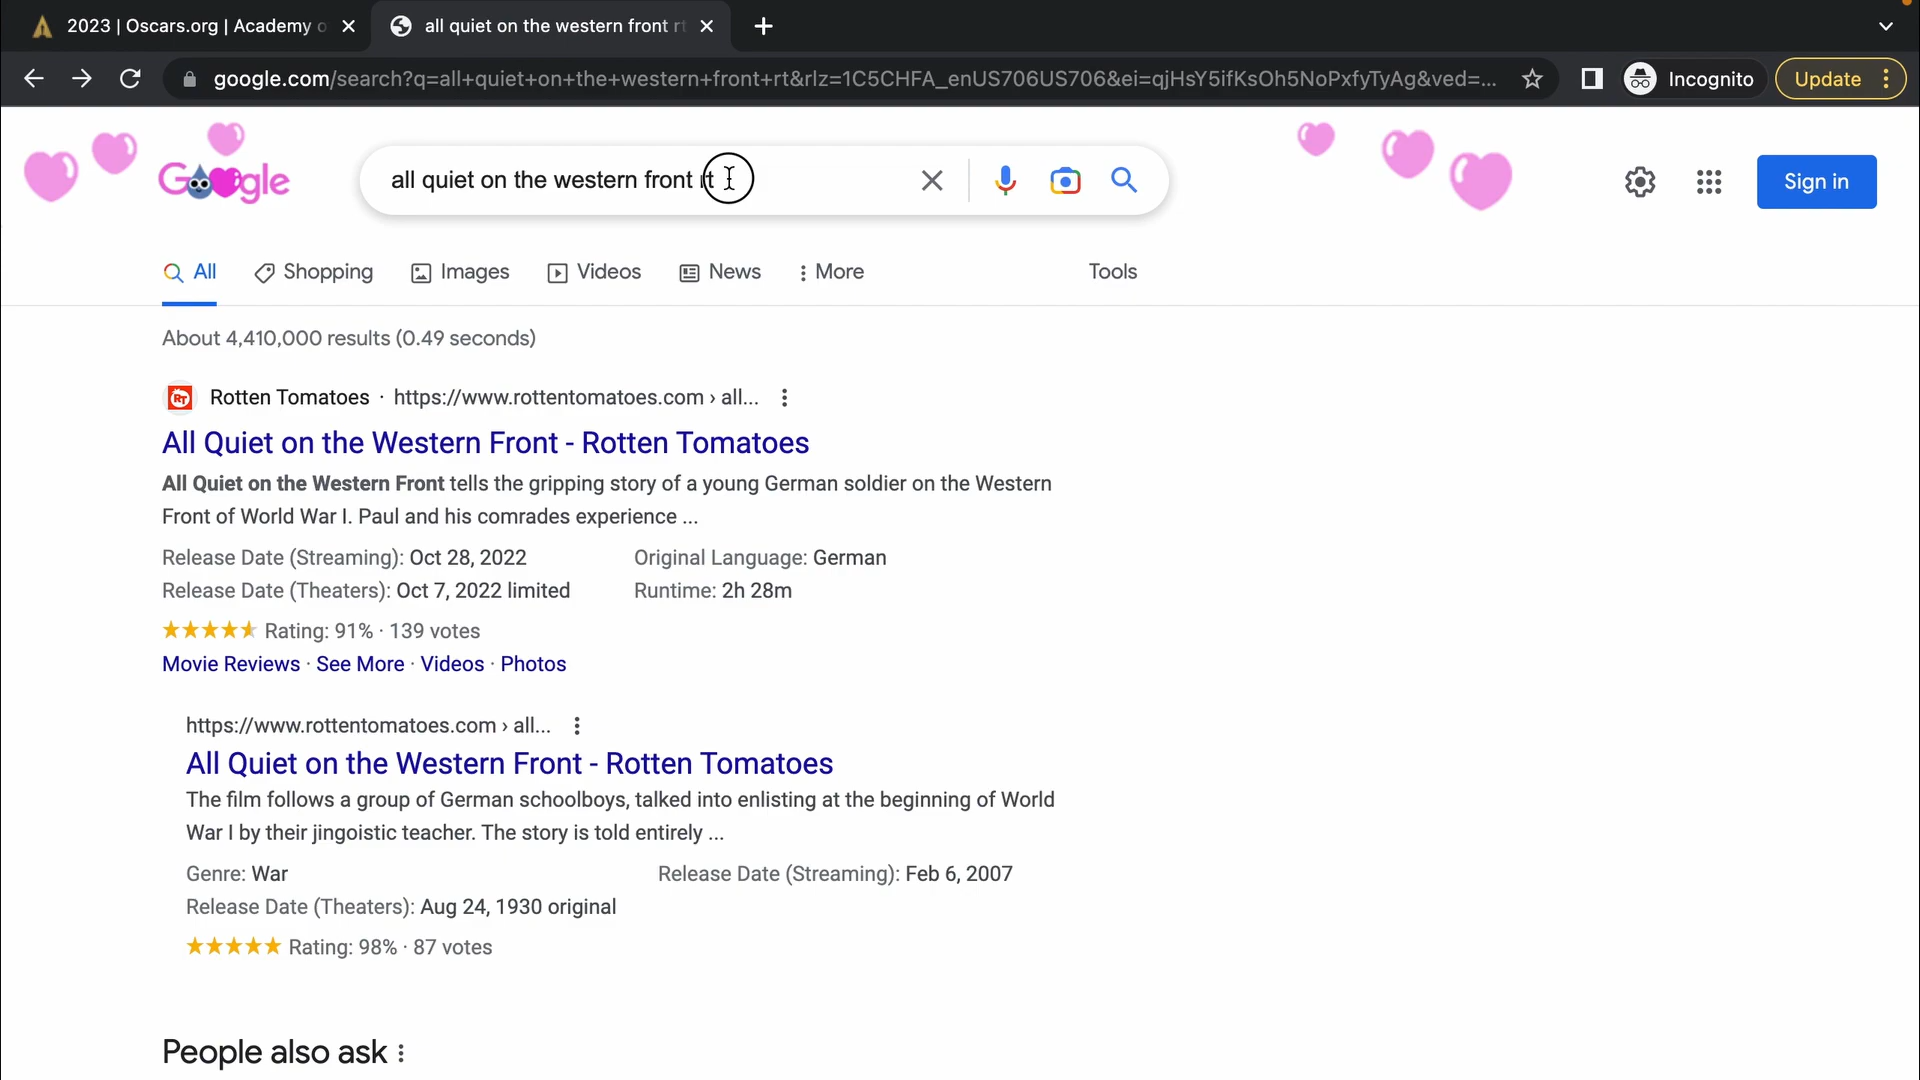 2023 | Oscars.org | Academy o
all quiet on the western front rt
google.com/search?q=all+quiet+on+the+western+front+rt&rlz=1C5CHFA_enUS706US706&ei=qjHsY5ifKsOh5NoPxfyTyAg&ved=...
Incognito
Update
Google
all quiet on the western front rt
Sign in
All
Shopping
Images
Videos
News
More
Tools
About 4,410,000 results (0.49 seconds)
Rotten Tomatoes · https://www.rottentomatoes.com › all...
All Quiet on the Western Front - Rotten Tomatoes
All Quiet on the Western Front tells the gripping story of a young German soldier on the Western
Front of World War I. Paul and his comrades experience ...
Release Date (Streaming): Oct 28, 2022
Original Language: German
Release Date (Theaters): Oct 7, 2022 limited
Runtime: 2h 28m
Rating: 91% · 139 votes
Movie Reviews · See More · Videos · Photos
https://www.rottentomatoes.com › all...
All Quiet on the Western Front - Rotten Tomatoes
The film follows a group of German schoolboys, talked into enlisting at the beginning of World
War I by their jingoistic teacher. The story is told entirely ...
Genre: War
Release Date (Streaming): Feb 6, 2007
Release Date (Theaters): Aug 24, 1930 original
Rating: 98% · 87 votes
People also ask